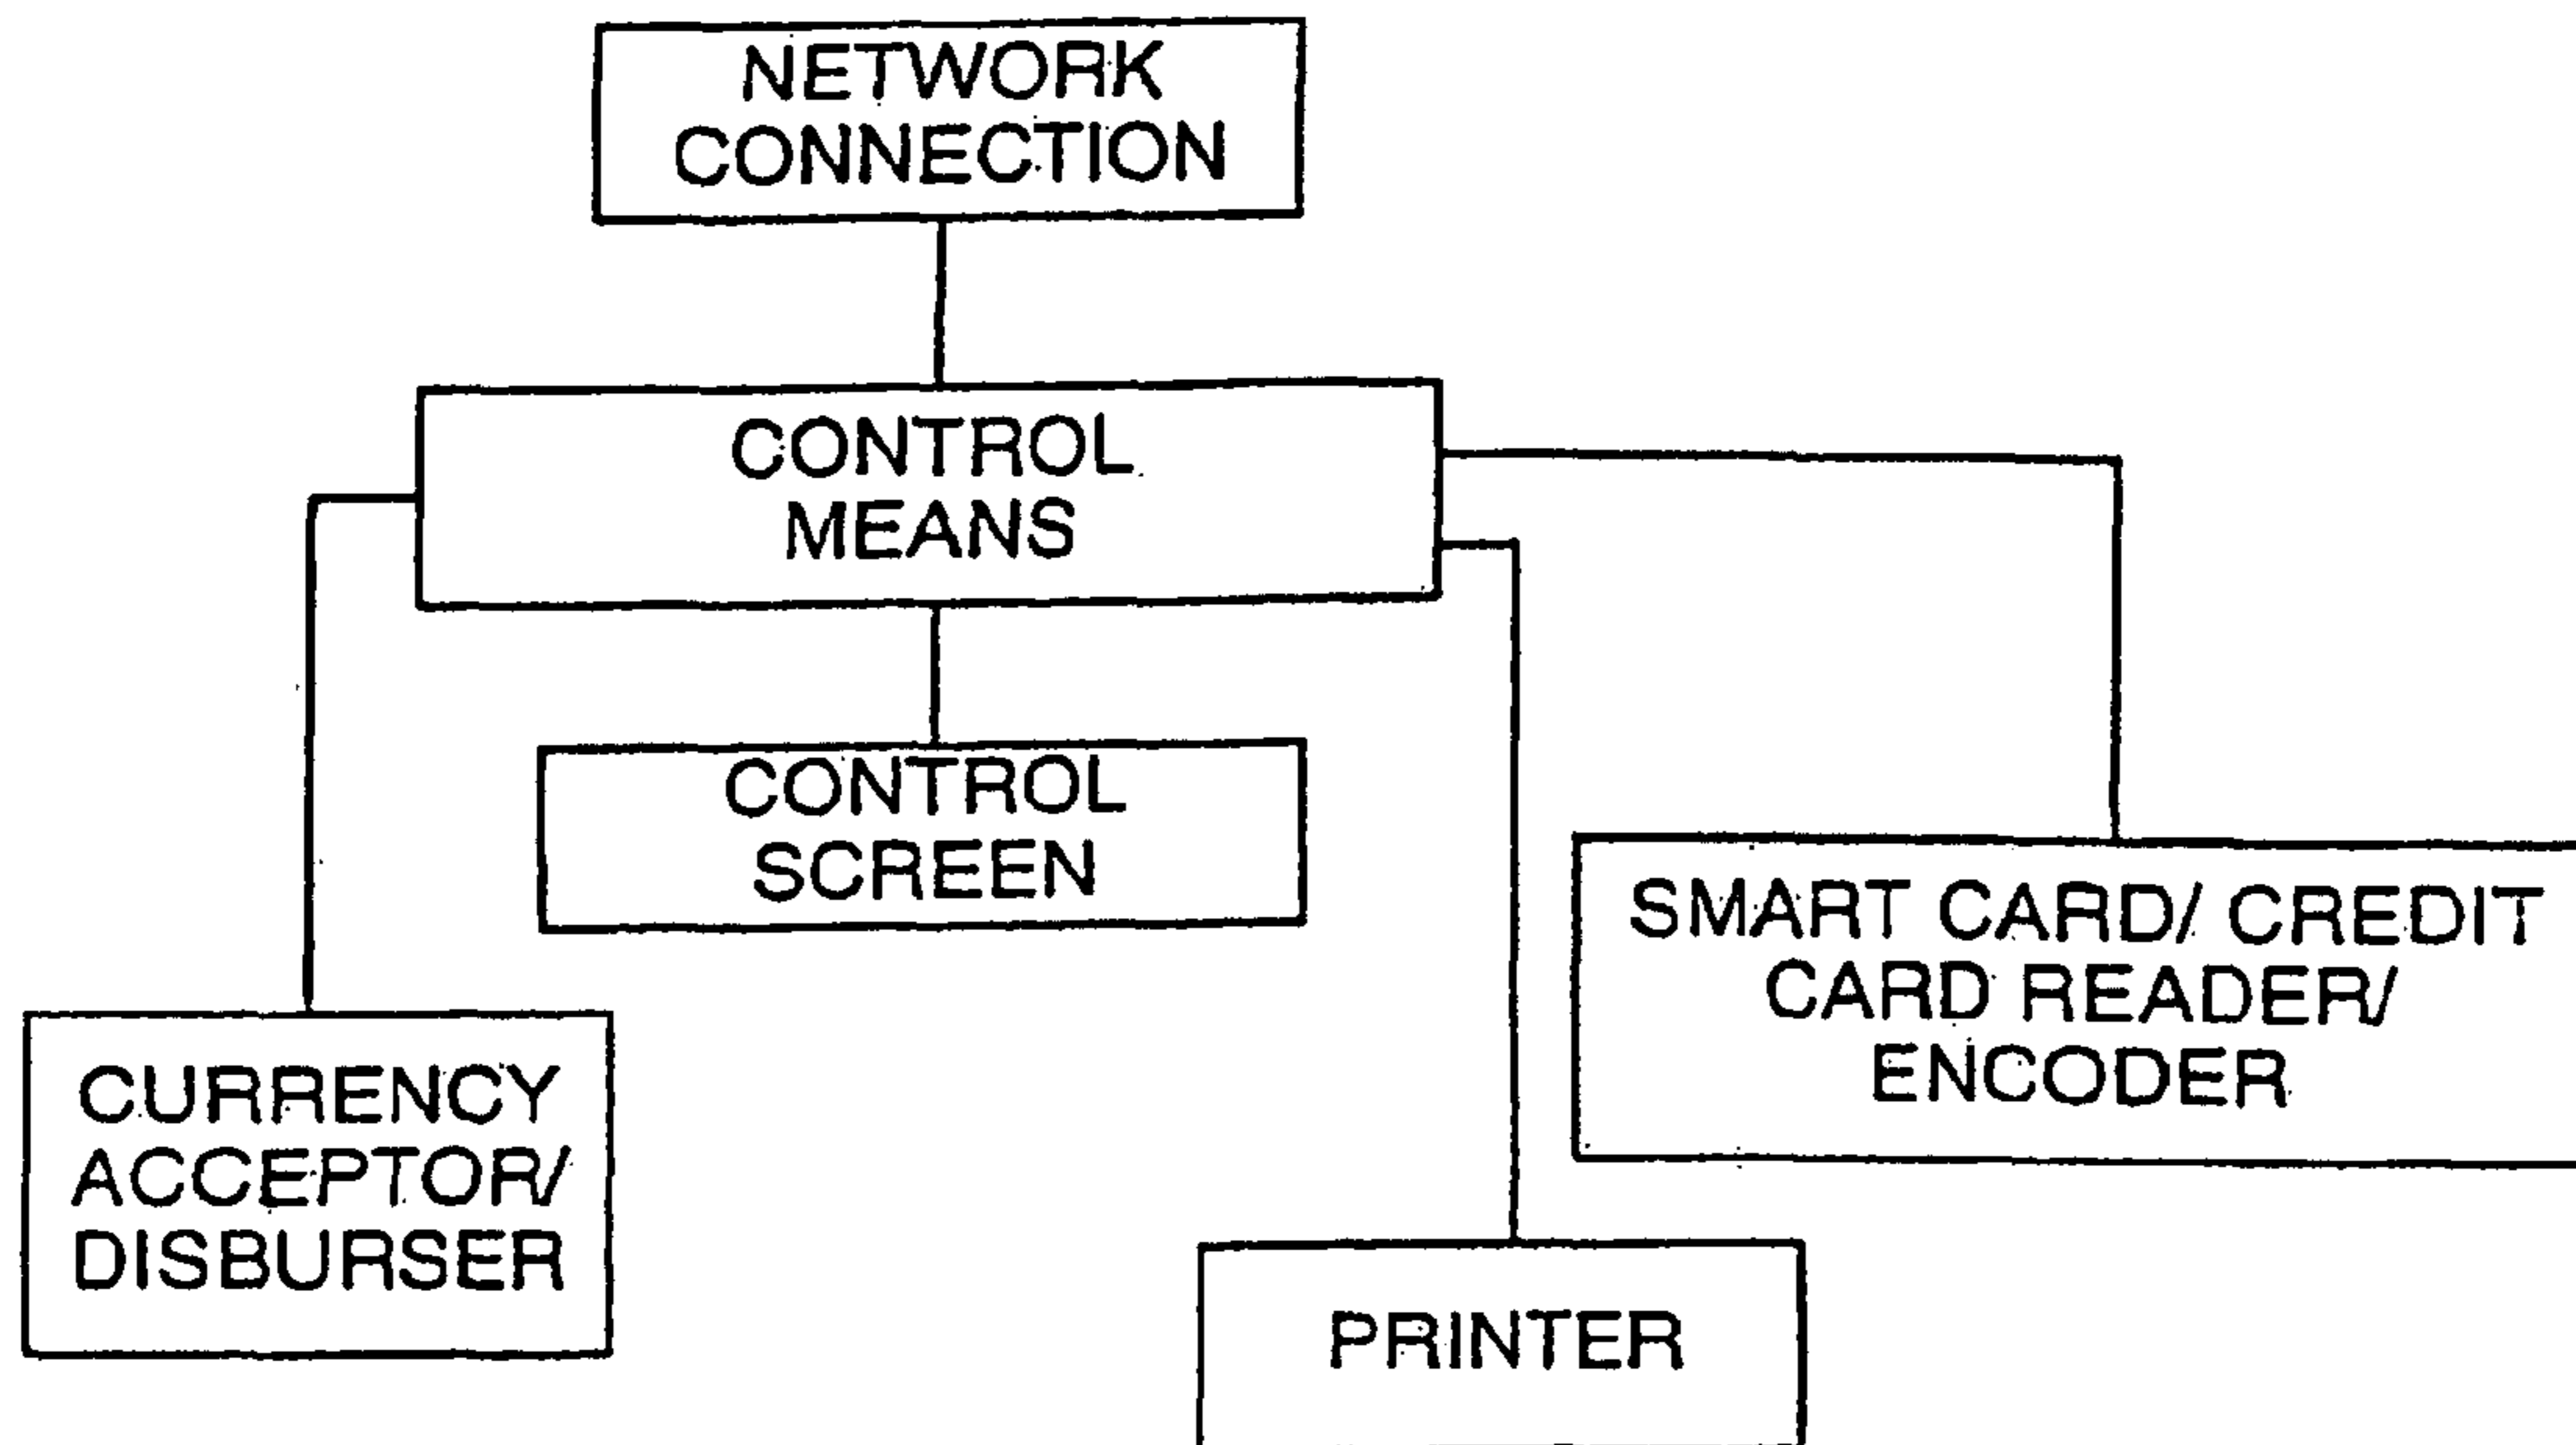 NETWORK
CONNECTION
CONTROL
MEANS
CONTROL
SCREEN
SMART CARD/ CREDIT
CARD READER/
ENCODER
CURRENCY
ACCEPTOR/
DISBURSER
PRINTER